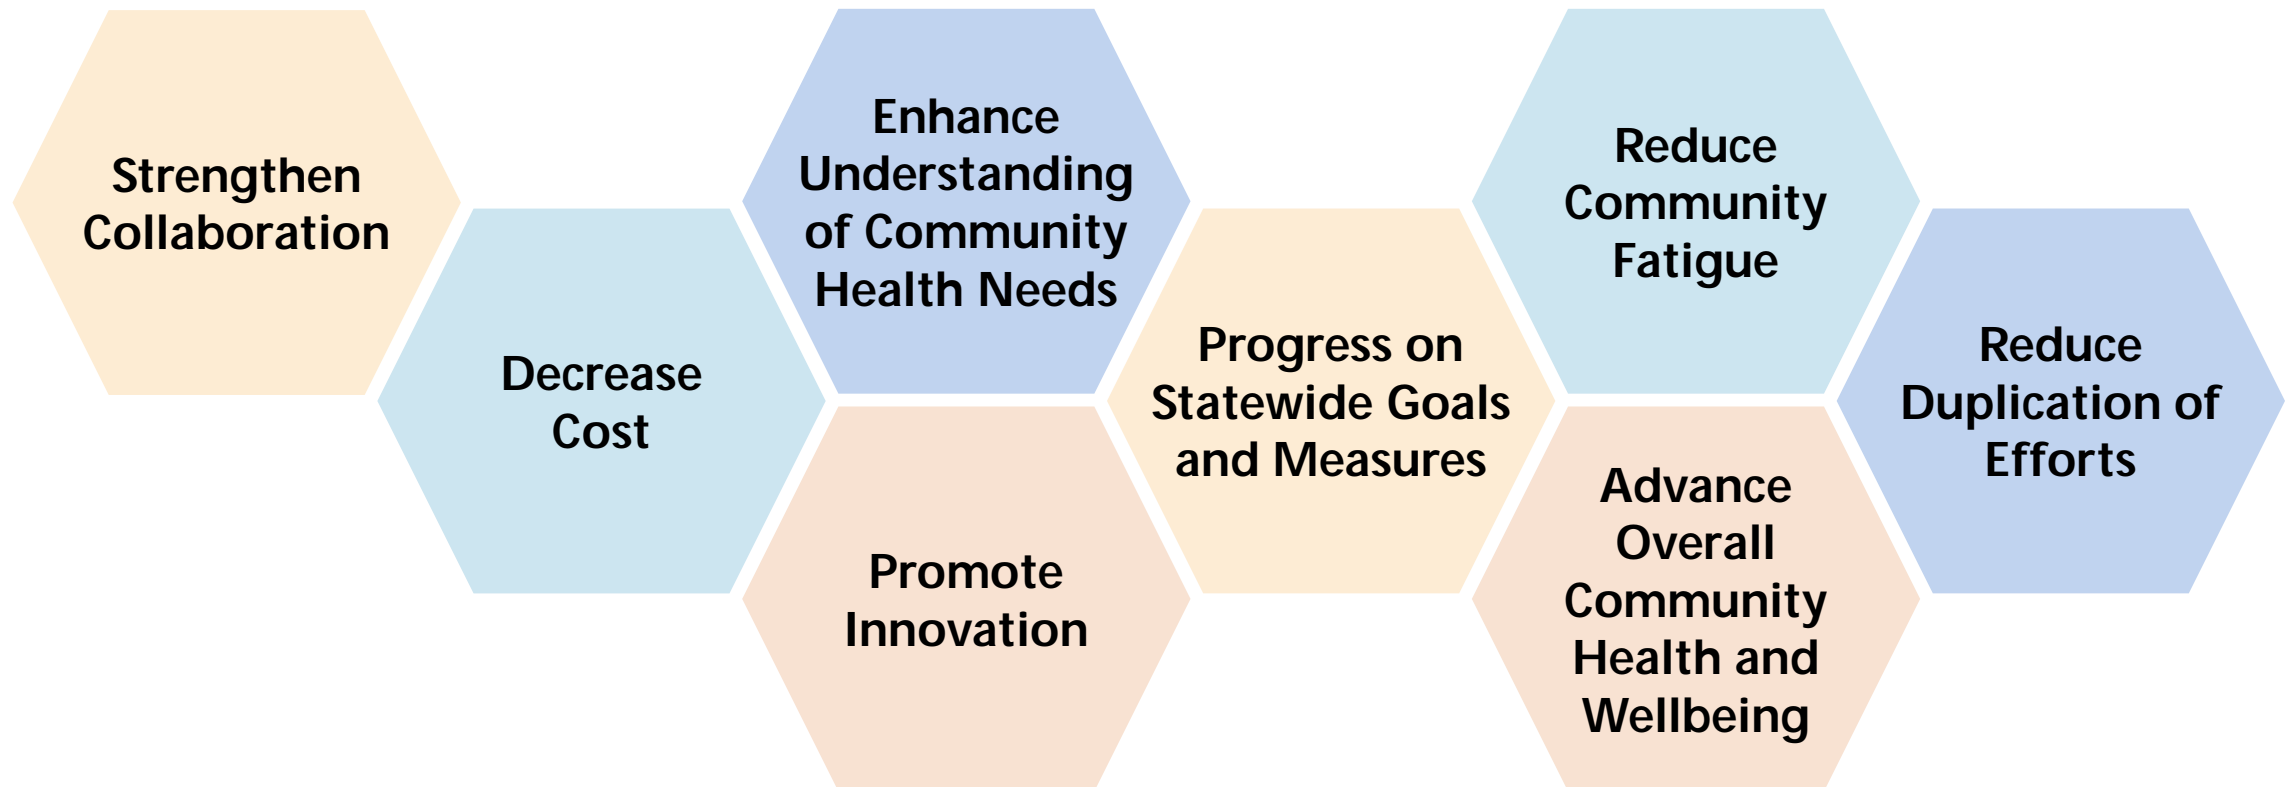 Strengthen
Collaboration
Decrease
Cost
Enhance
Understanding
of Community
Health Needs
Promote
Innovation
Progress on
Statewide Goals
and Measures
Reduce
Community
Fatigue
Advance
Overall
Community
Health and
Wellbeing
Reduce
Duplication of
Efforts